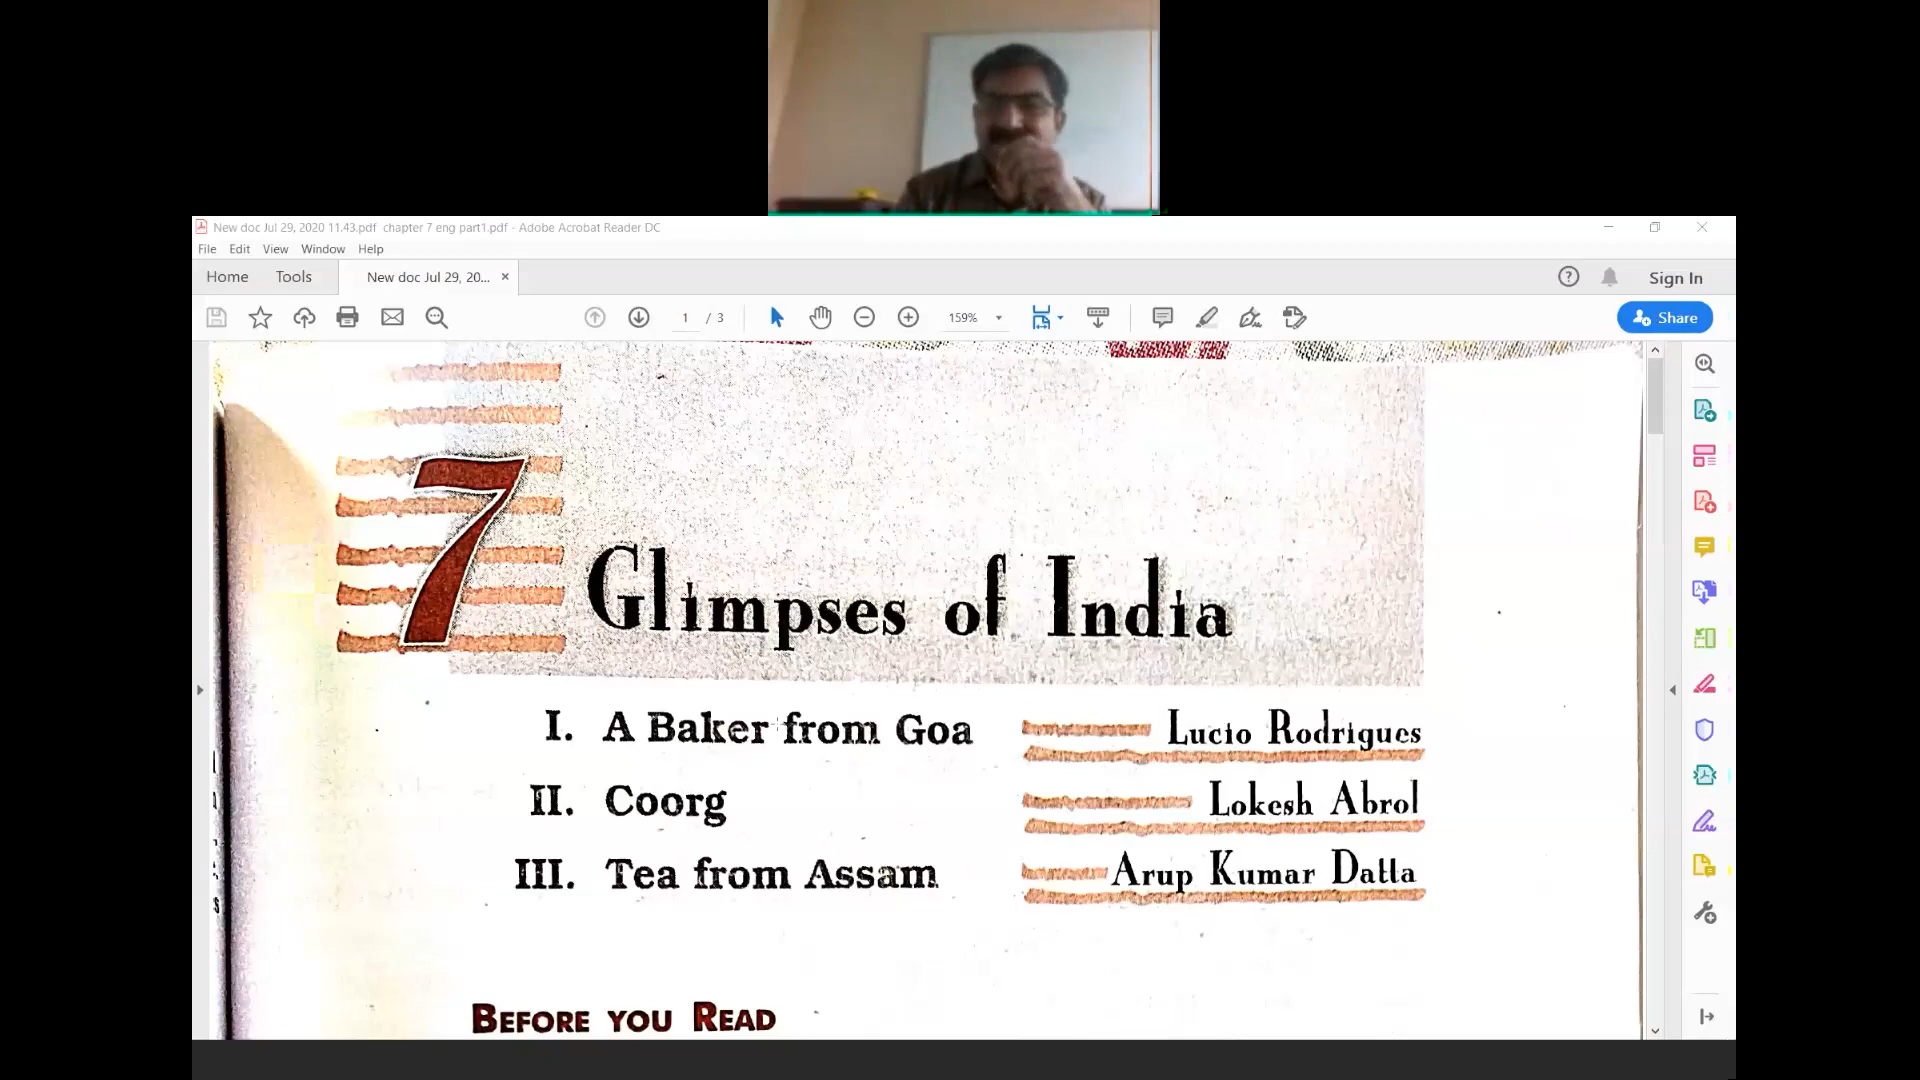 New doc Jul 29, 2020 11.43.pdf chapter 7 eng part1.pdf - Adobe Acrobat Reader DC
File Edit View Window Help
Home Tools New doc Jul 29, 20... × Sign In
1 / 3 159% Share
7 Glimpses of India
I. A Baker from Goa Lucio Rodrigues
II. Coorg Lokesh Abrol
III. Tea from Assam Arup Kumar Datta
BEFORE YOU READ